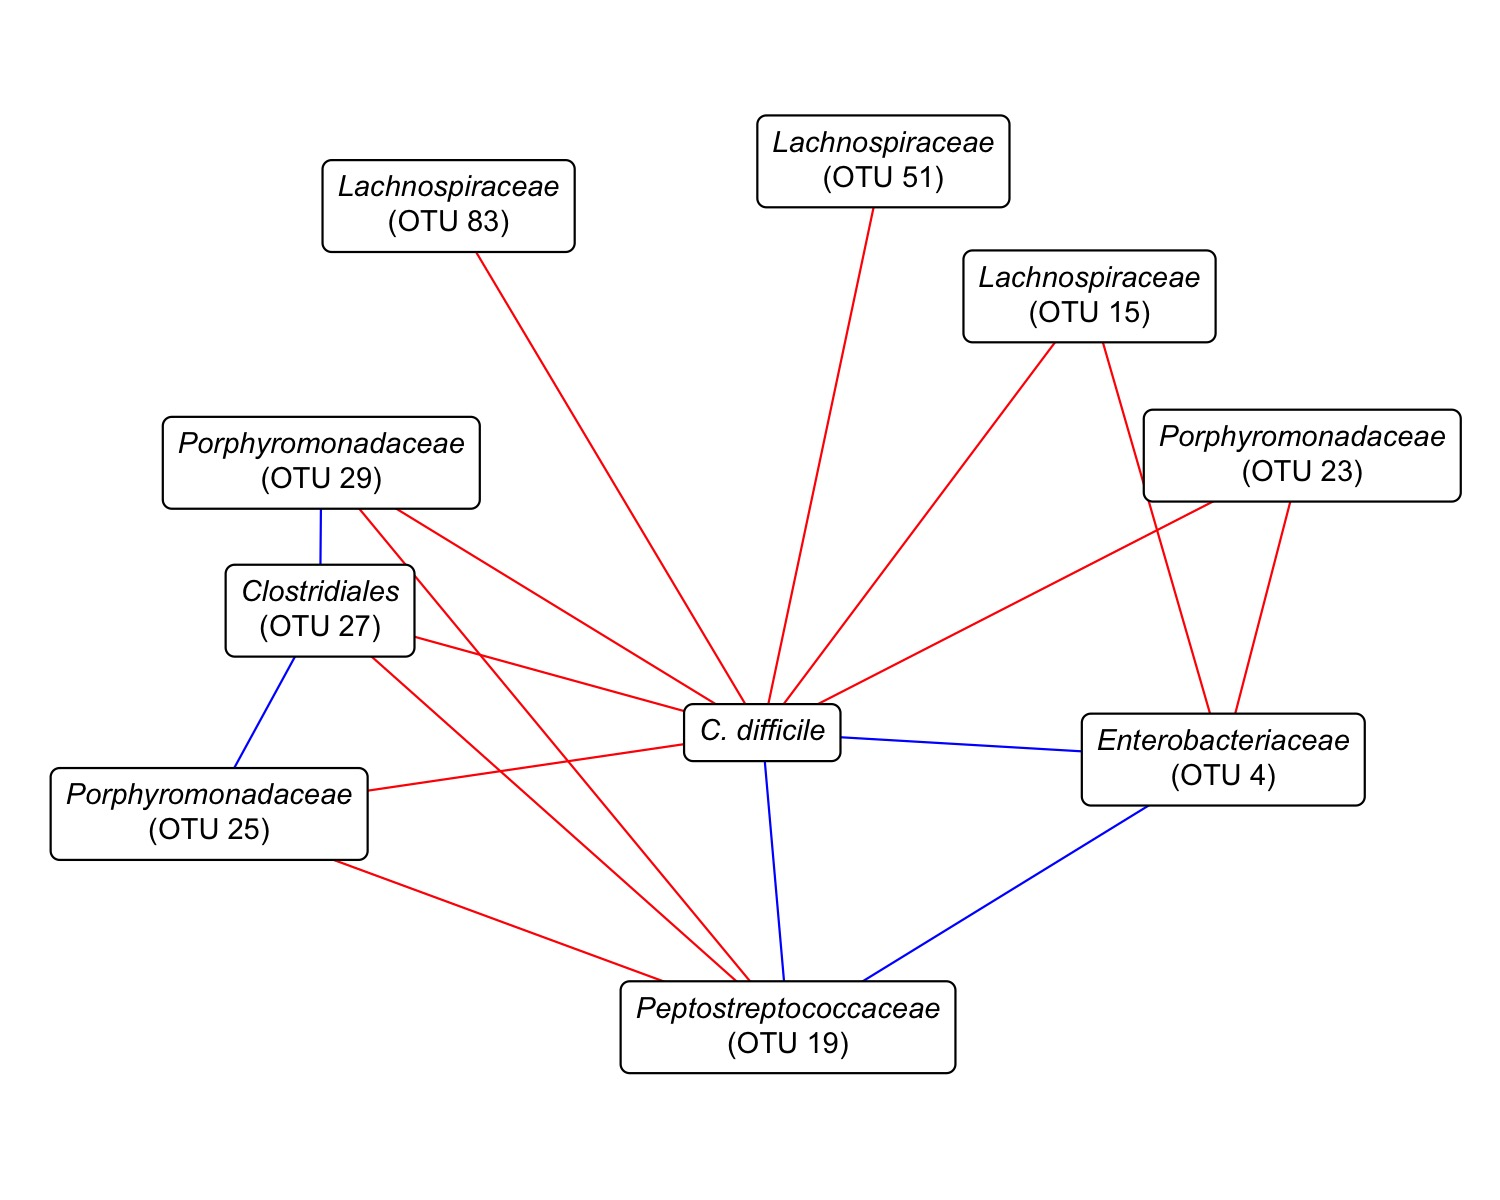 Lachnospiraceae
(OTU 51)
Lachnospiraceae
(OTU 83)
Lachnospiraceae
(OTU 15)
Porphyromonadaceae
(OTU 29)
Porphyromonadaceae
(OTU 23)
Clostridiales
(OTU 27)
C. difficile
Enterobacteriaceae
(OTU 4)
Porphyromonadaceae
(OTU 25)
Peptostreptococcaceae
(OTU 19)